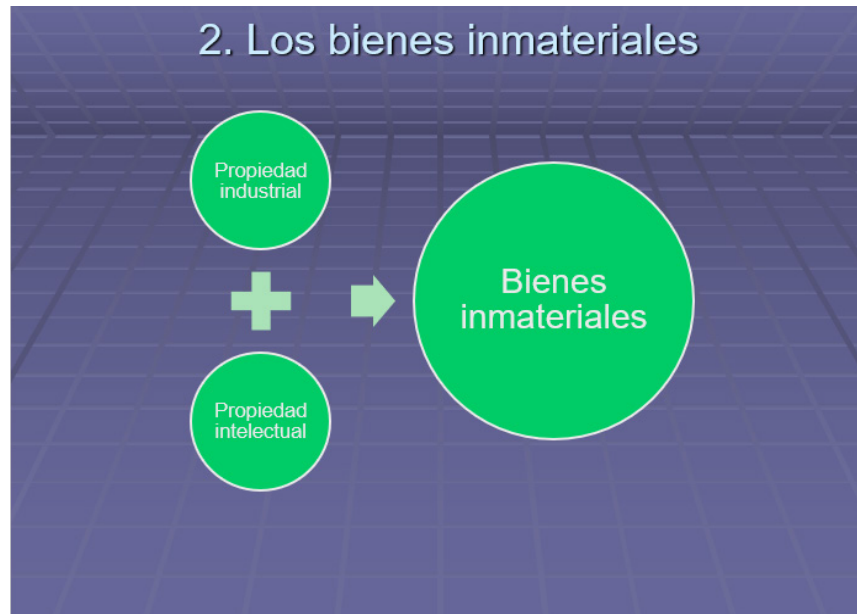 2. Los bienes inmateriales
Propiedad
industrial
Propiedad
intelectual
Bienes
inmateriales